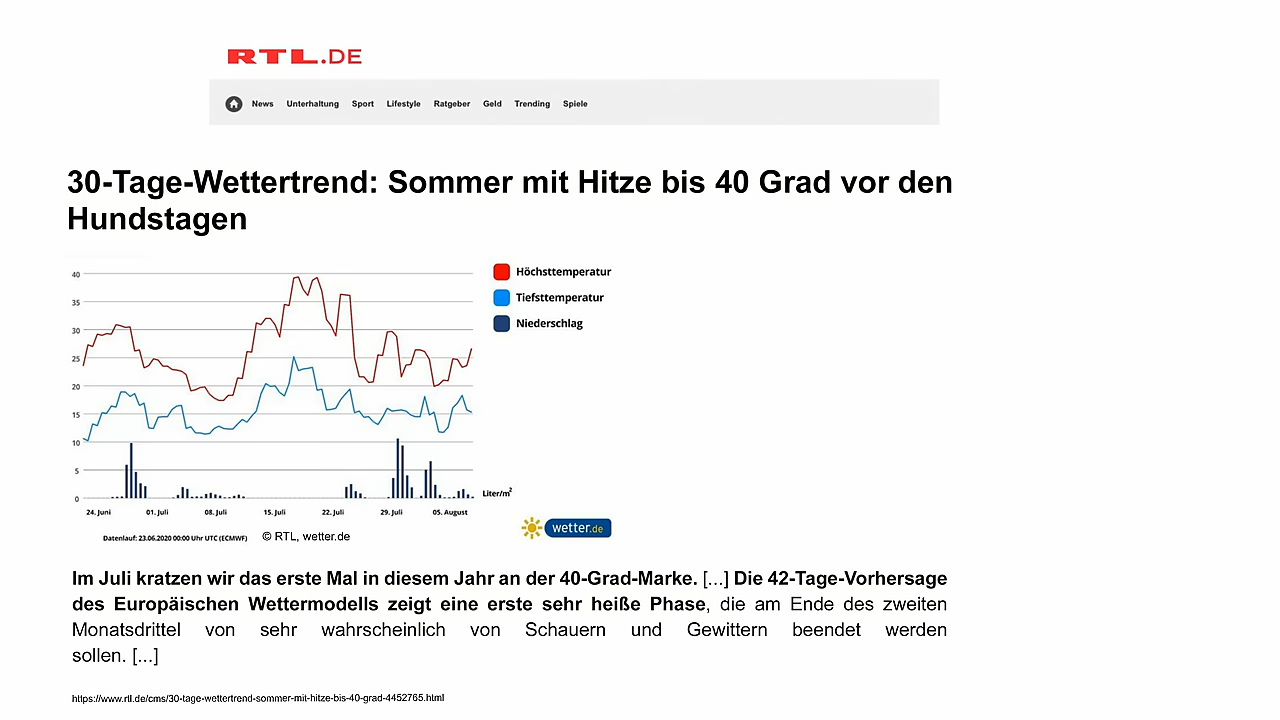 RTL.DE
News Unterhaltung Sport Lifestyle Ratgeber Geld Trending Spiele
30-Tage-Wettertrend: Sommer mit Hitze bis 40 Grad vor den
Hundstagen
40
35
30
25
20
15
10
5
0
Höchsttemperatur
Tiefsttemperatur
Niederschlag
Liter/m²
24. Juni 01. Juli 08. Juli 15. Juli 22. Juli 29. Juli 05. August
wetter.de
Datenlauf: 23.06.2020 00:00 Uhr UTC (ECMWF) © RTL, wetter.de
Im Juli kratzen wir das erste Mal in diesem Jahr an der 40-Grad-Marke. [...] Die 42-Tage-Vorhersage
des Europäischen Wettermodells zeigt eine erste sehr heiße Phase, die am Ende des zweiten
Monatsdrittel von sehr wahrscheinlich von Schauern und Gewittern beendet werden
sollen. [...]
https://www.rtl.de/cms/30-tage-wettertrend-sommer-mit-hitze-bis-40-grad-4452765.html